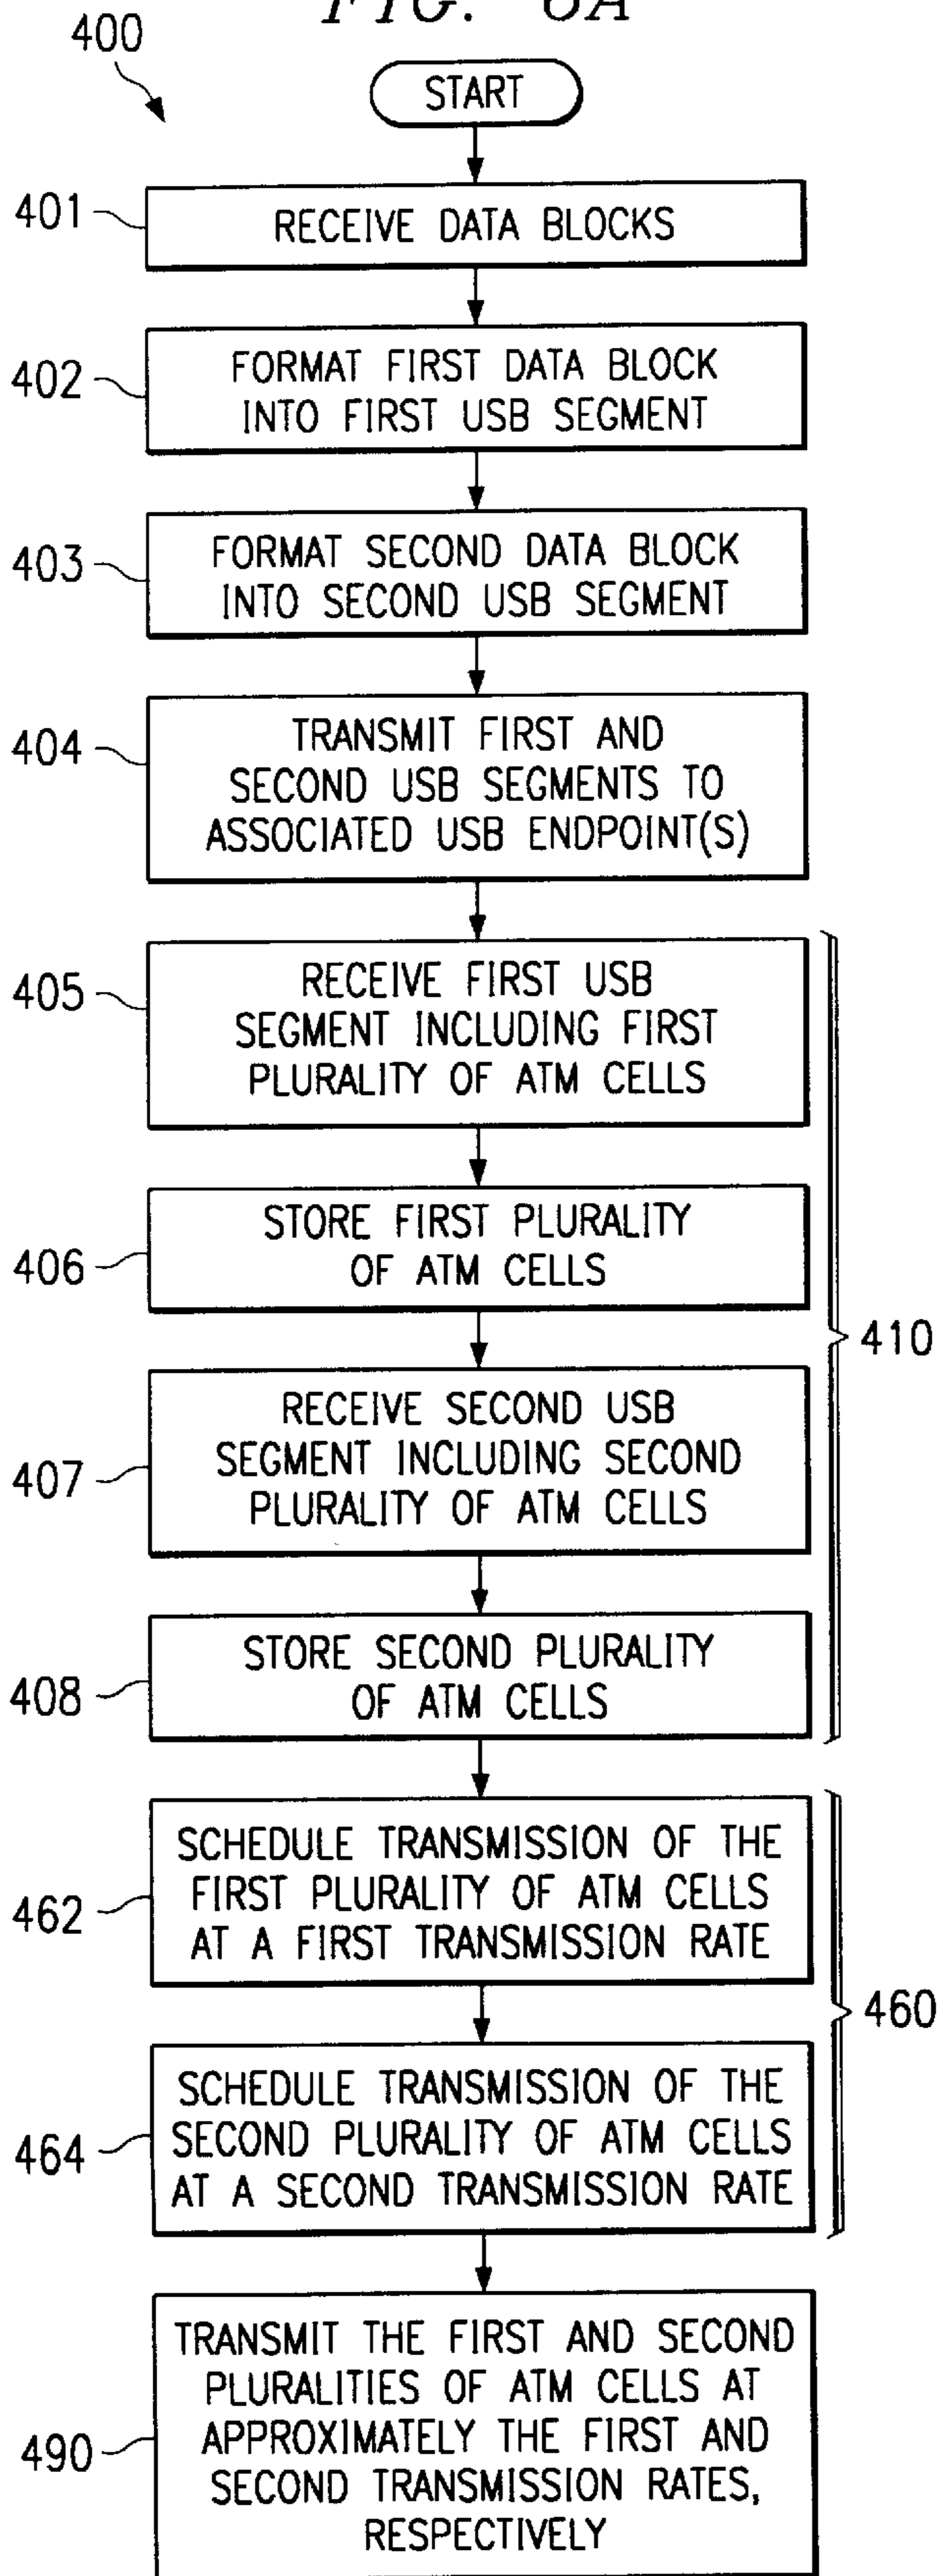 FIG. 6A
400
START
401
RECEIVE DATA BLOCKS
402
FORMAT FIRST DATA BLOCK
INTO FIRST USB SEGMENT
403
FORMAT SECOND DATA BLOCK
INTO SECOND USB SEGMENT
404
TRANSMIT FIRST AND
SECOND USB SEGMENTS TO
ASSOCIATED USB ENDPOINT(S)
405
RECEIVE FIRST USB
SEGMENT INCLUDING FIRST
PLURALITY OF ATM CELLS
406
STORE FIRST PLURALITY
OF ATM CELLS
410
407
RECEIVE SECOND USB
SEGMENT INCLUDING SECOND
PLURALITY OF ATM CELLS
408
STORE SECOND PLURALITY
OF ATM CELLS
462
SCHEDULE TRANSMISSION OF THE
FIRST PLURALITY OF ATM CELLS
AT A FIRST TRANSMISSION RATE
460
464
SCHEDULE TRANSMISSION OF THE
SECOND PLURALITY OF ATM CELLS
AT A SECOND TRANSMISSION RATE
490
TRANSMIT THE FIRST AND SECOND
PLURALITIES OF ATM CELLS AT
APPROXIMATELY THE FIRST AND
SECOND TRANSMISSION RATES,
RESPECTIVELY